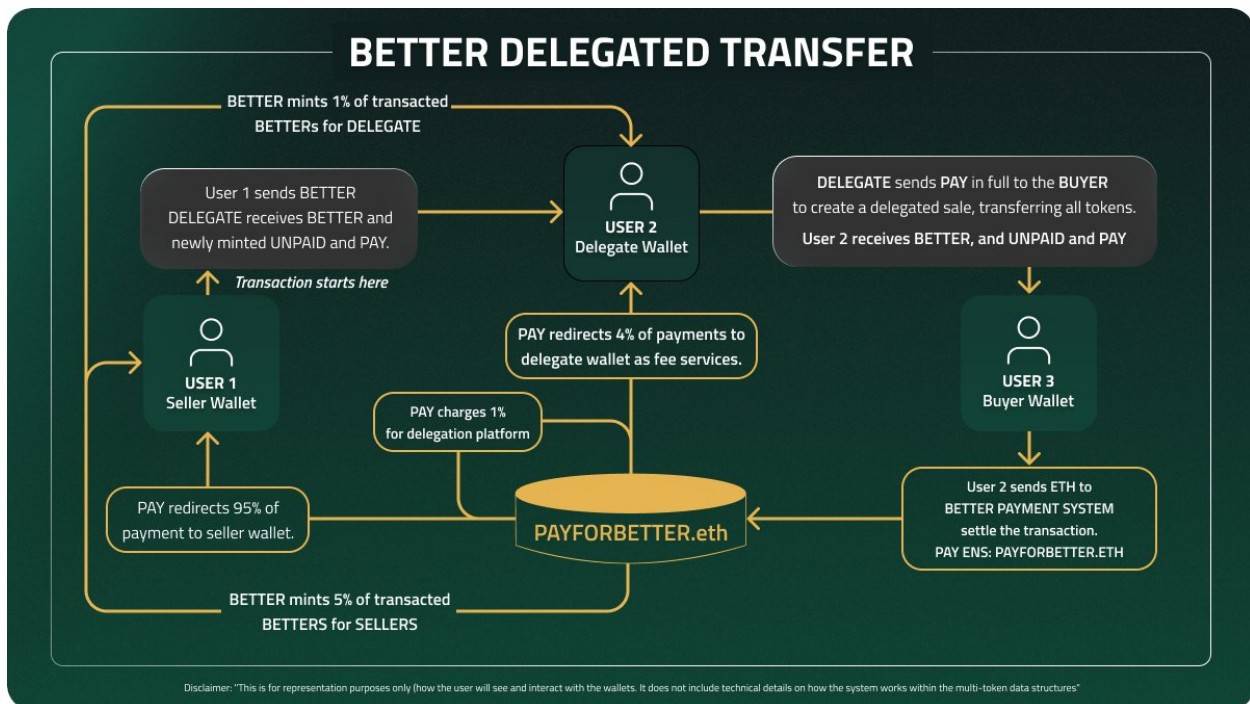 BETTER DELEGATED TRANSFER
BETTER mints 1% of transacted
BETTERs for DELEGATE
User 1 sends BETTER
DELEGATE receives BETTER and
newly minted UNPAID and PAY.
Transaction starts here
USER 1
Seller Wallet
USER 2
Delegate Wallet
DELEGATE sends PAY in full to the BUYER
to create a delegated sale, transferring all tokens.
User 2 receives BETTER, and UNPAID and PAY
USER 3
Buyer Wallet
PAY redirects 4% of payments to
delegate wallet as fee services.
PAY charges 1%
for delegation platform
PAY redirects 95% of
payment to seller wallet.
PAYFORBETTER.eth
User 2 sends ETH to
BETTER PAYMENT SYSTEM
settle the transaction.
PAY ENS: PAYFORBETTER.ETH
BETTER mints 5% of transacted
BETTERS for SELLERS
Disclaimer: "This is for representation purposes only (how the user will see and interact with the wallets. It does not include technical details on how the system works within the multi-token data structures"